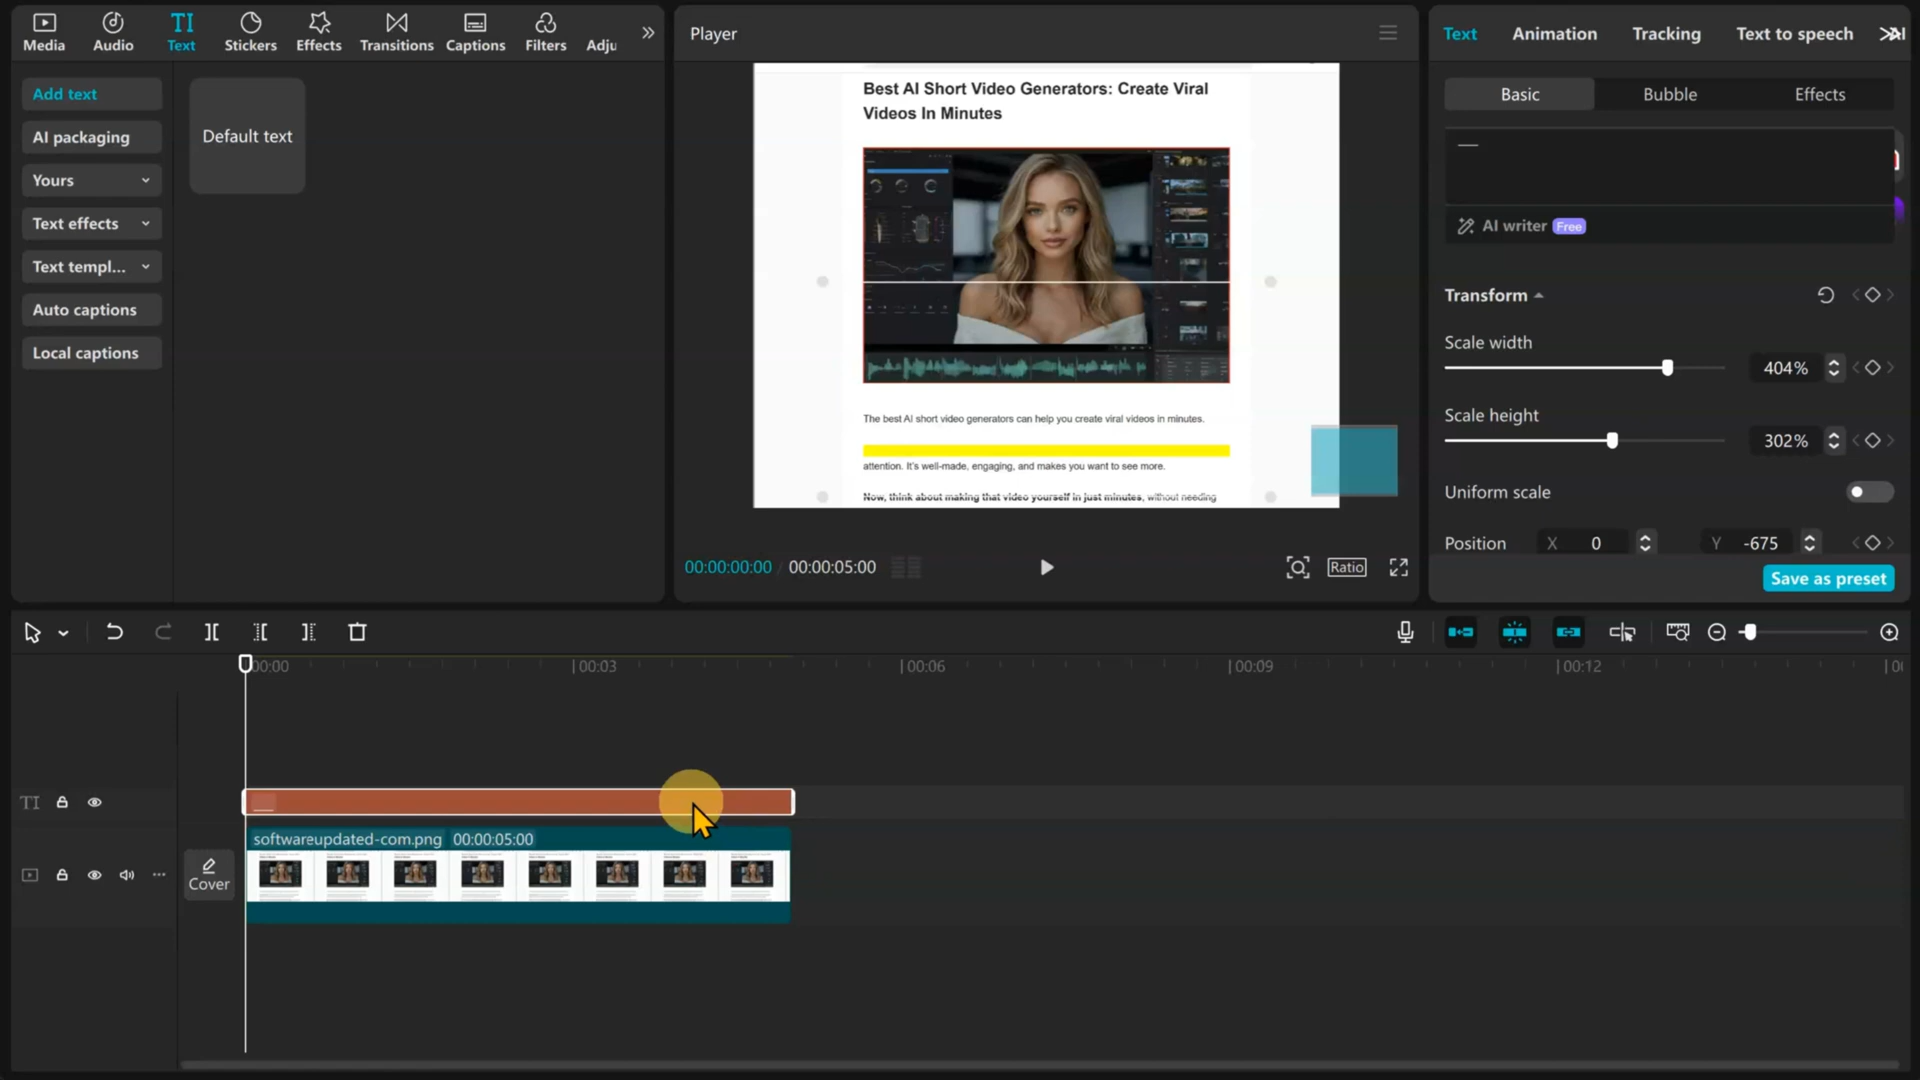 Media
Audio
TI
Text
Stickers
Effects
Transitions
Captions
Filters
Adju
Add text
AI packaging
Yours
Text effects
Text templ...
Auto captions
Local captions
Default text
Player
Best AI Short Video Generators: Create Viral
Videos In Minutes
The best AI short video generators can help you create viral videos in minutes.
attention. It's well-made, engaging, and makes you want to see more.
Now, think about making that video yourself in just minutes, without needing
00:00:00:00 / 00:00:05:00
Ratio
Text
Animation
Tracking
Text to speech
AI
Basic
Bubble
Effects
—
AI writer Free
Transform
Scale width
404%
Scale height
302%
Uniform scale
Position X 0 Y -675
Save as preset
00:00
00:03
00:06
00:09
00:12
TI
softwareupdated-com.png 00:00:05:00
Cover